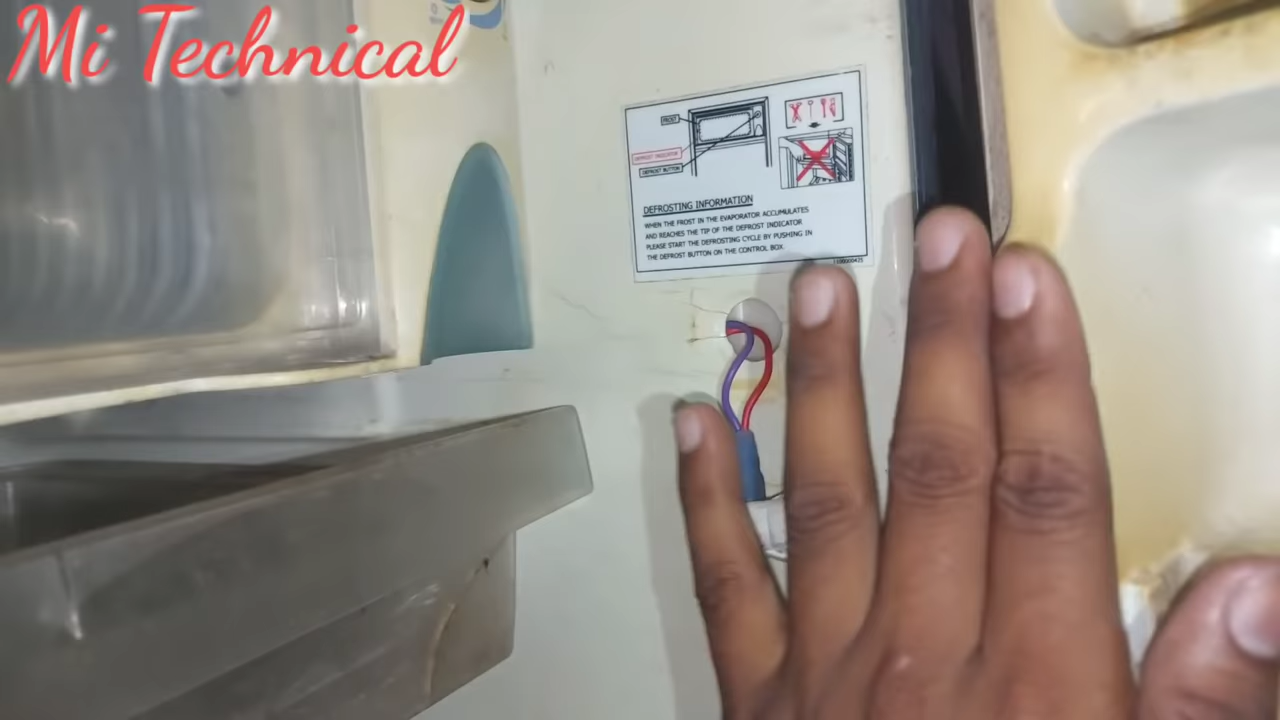 Mi Technical
FROST
DEFROST INDICATOR
DEFROST BUTTON
DEFROSTING INFORMATION
WHEN THE FROST IN THE EVAPORATOR ACCUMULATES
AND REACHES THE TIP OF THE DEFROST INDICATOR
PLEASE START THE DEFROSTING CYCLE BY PUSHING IN
THE DEFROST BUTTON ON THE CONTROL BOX.